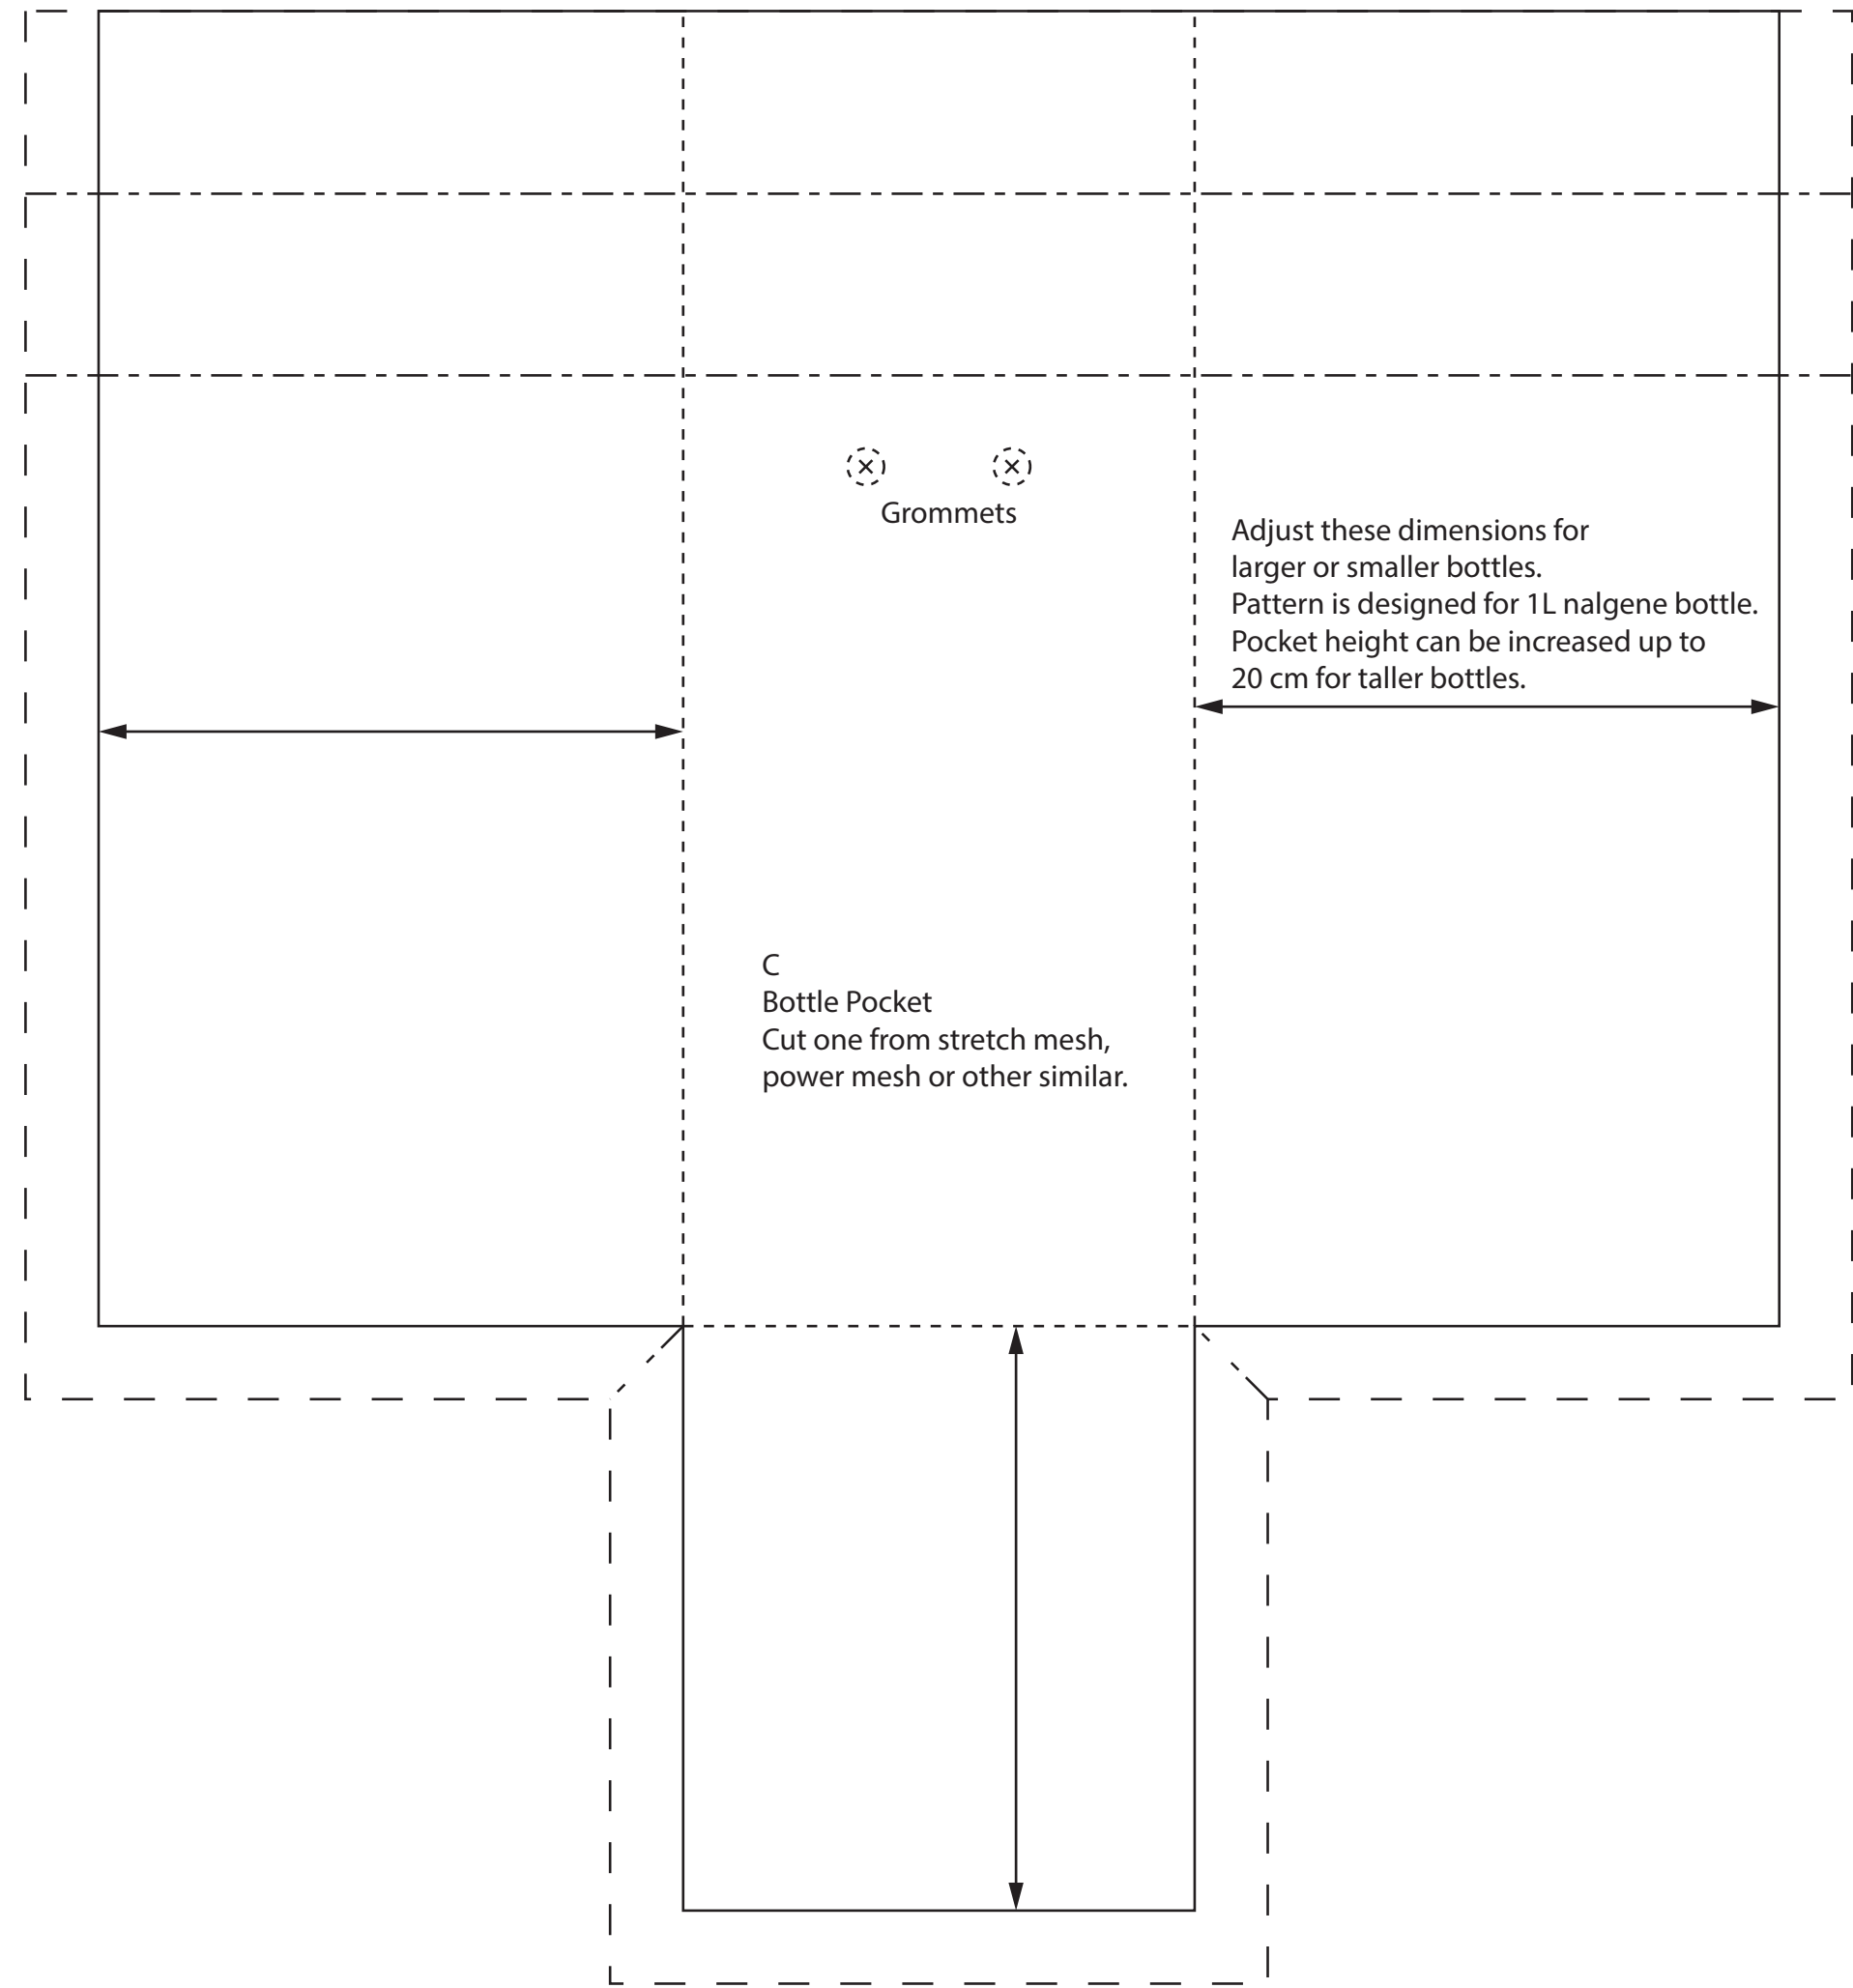 Grommets
Adjust these dimensions for
larger or smaller bottles.
Pattern is designed for 1L nalgene bottle.
Pocket height can be increased up to
20 cm for taller bottles.
C
Bottle Pocket
Cut one from stretch mesh,
power mesh or other similar.